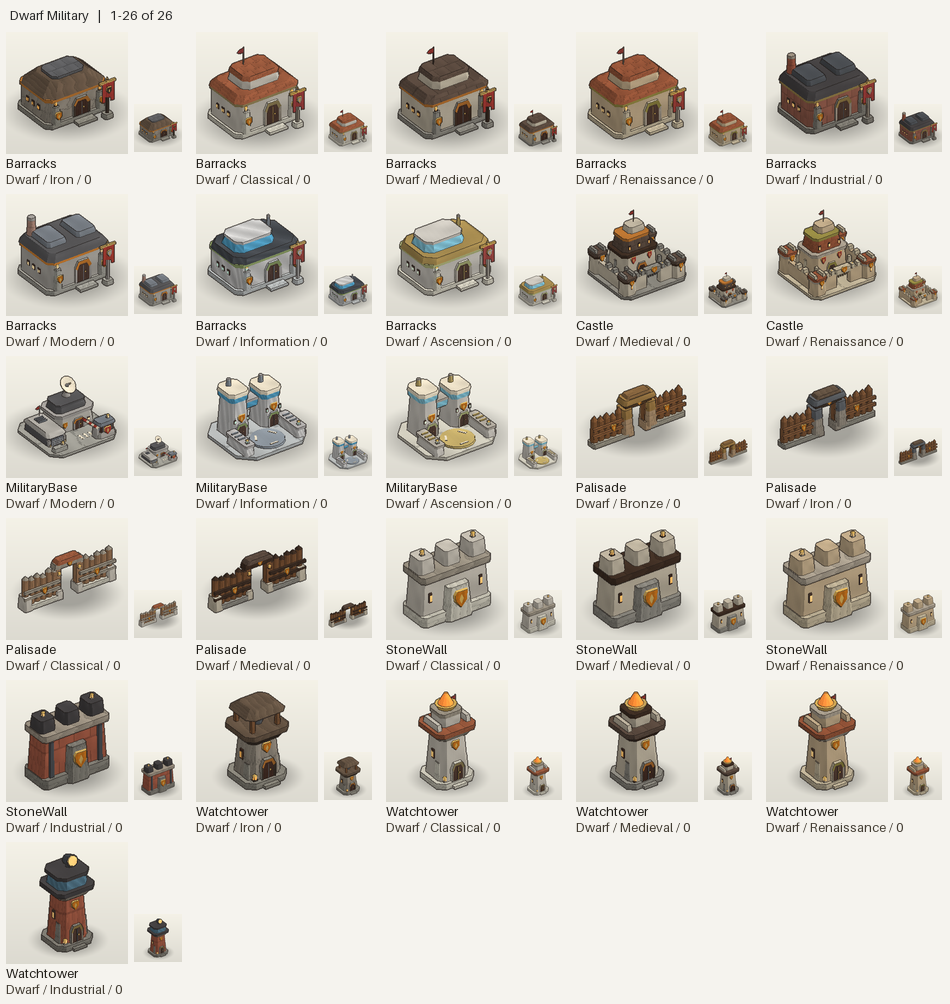 Dwarf Military | 1-26 of 26
Barracks
Dwarf / Iron / 0
Barracks
Dwarf / Classical / 0
Barracks
Dwarf / Medieval / 0
Barracks
Dwarf / Renaissance / 0
Barracks
Dwarf / Industrial / 0
Barracks
Dwarf / Modern / 0
Barracks
Dwarf / Information / 0
Barracks
Dwarf / Ascension / 0
Castle
Dwarf / Medieval / 0
Castle
Dwarf / Renaissance / 0
MilitaryBase
Dwarf / Modern / 0
MilitaryBase
Dwarf / Information / 0
MilitaryBase
Dwarf / Ascension / 0
Palisade
Dwarf / Bronze / 0
Palisade
Dwarf / Iron / 0
Palisade
Dwarf / Classical / 0
Palisade
Dwarf / Medieval / 0
StoneWall
Dwarf / Classical / 0
StoneWall
Dwarf / Medieval / 0
StoneWall
Dwarf / Renaissance / 0
StoneWall
Dwarf / Industrial / 0
Watchtower
Dwarf / Iron / 0
Watchtower
Dwarf / Classical / 0
Watchtower
Dwarf / Medieval / 0
Watchtower
Dwarf / Renaissance / 0
Watchtower
Dwarf / Industrial / 0